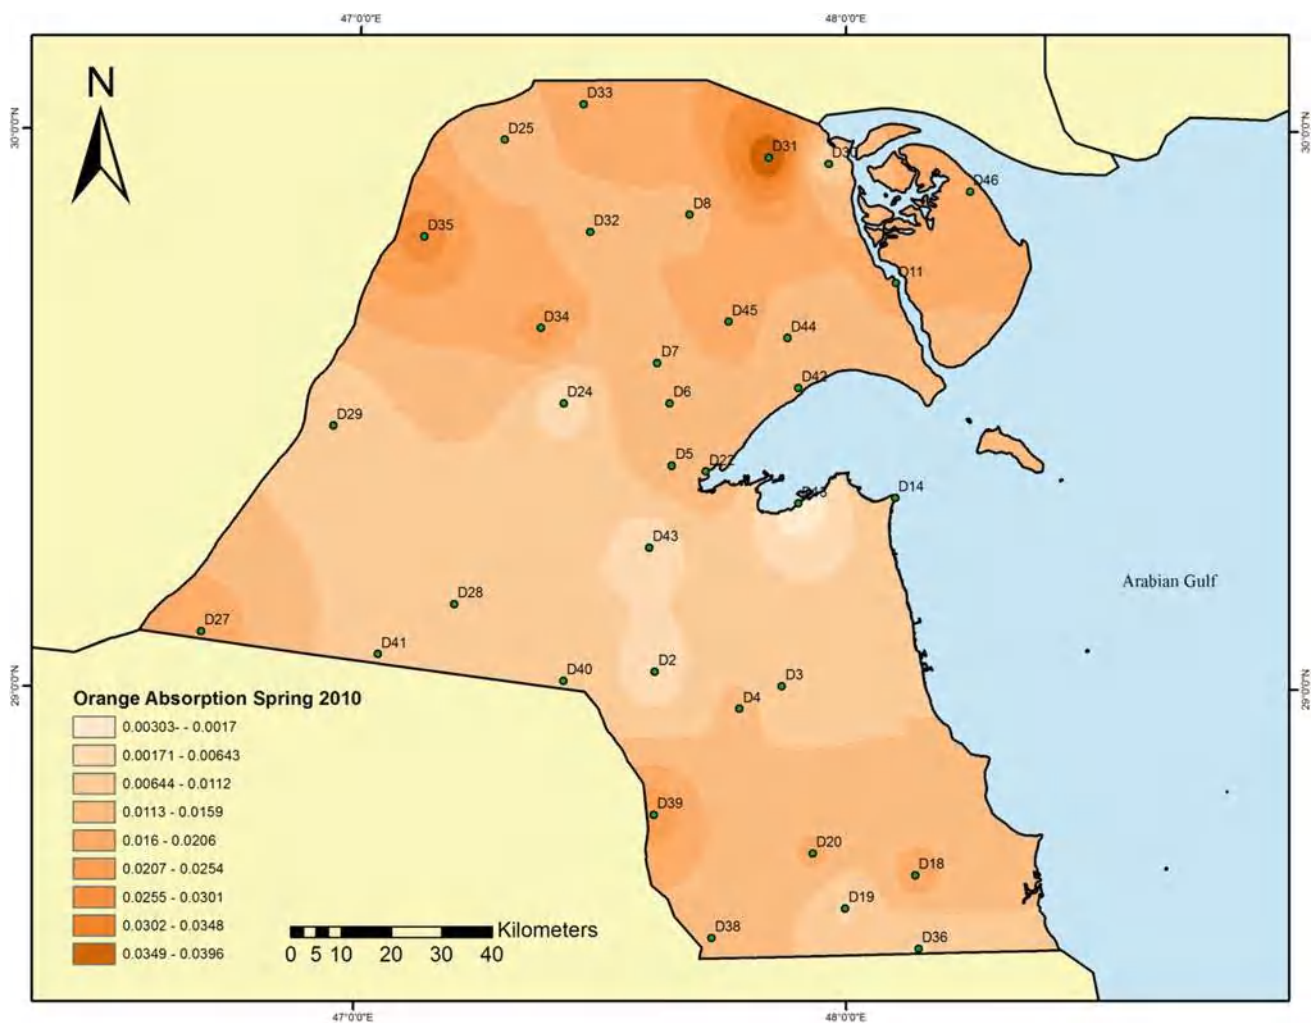 47°0'0"E
48°0'0"E
N
30°0'0"N
30°0'0"N
D33
D25
D31
D30
D46
D8
D32
D35
D11
D45
D34
D44
D7
D42
D24
D6
D29
D5
D22
D14
D13
D43
Arabian Gulf
D28
D27
D41
D40
D2
D3
D4
29°0'0"N
29°0'0"N
Orange Absorption Spring 2010
0.00303- - 0.0017
0.00171 - 0.00643
0.00644 - 0.0112
0.0113 - 0.0159
0.016 - 0.0206
0.0207 - 0.0254
0.0255 - 0.0301
0.0302 - 0.0348
0.0349 - 0.0396
D39
D20
D18
D19
D38
D36
Kilometers
0 5 10 20 30 40
47°0'0"E
48°0'0"E